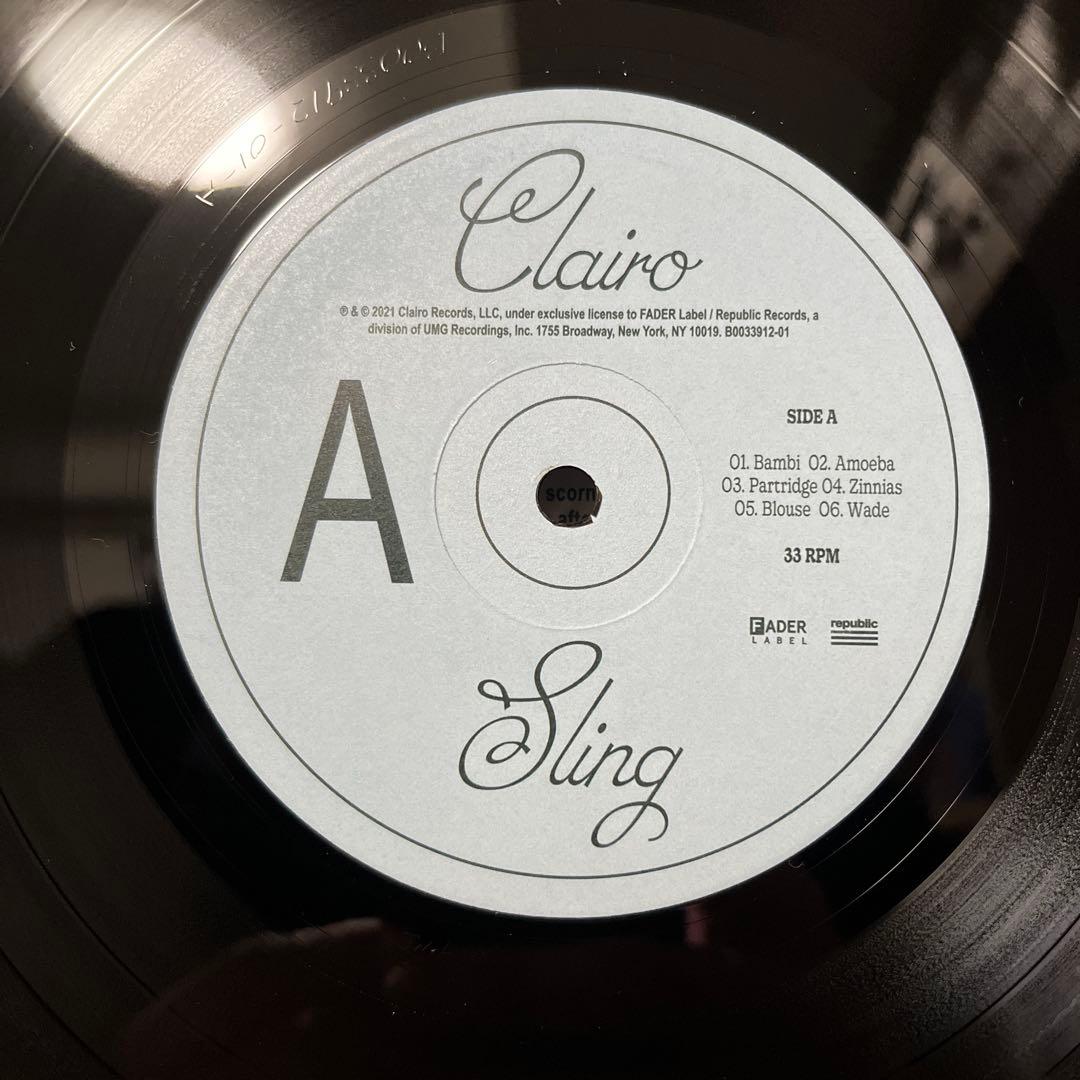 Clairo
℗ & © 2021 Clairo Records, LLC, under exclusive license to FADER Label / Republic Records, a
division of UMG Recordings, Inc. 1755 Broadway, New York, NY 10019. B0033912-01
A
SIDE A
01. Bambi 02. Amoeba
03. Partridge 04. Zinnias
05. Blouse 06. Wade
33 RPM
scorn
afte
FADER
LABEL
republic
Sling